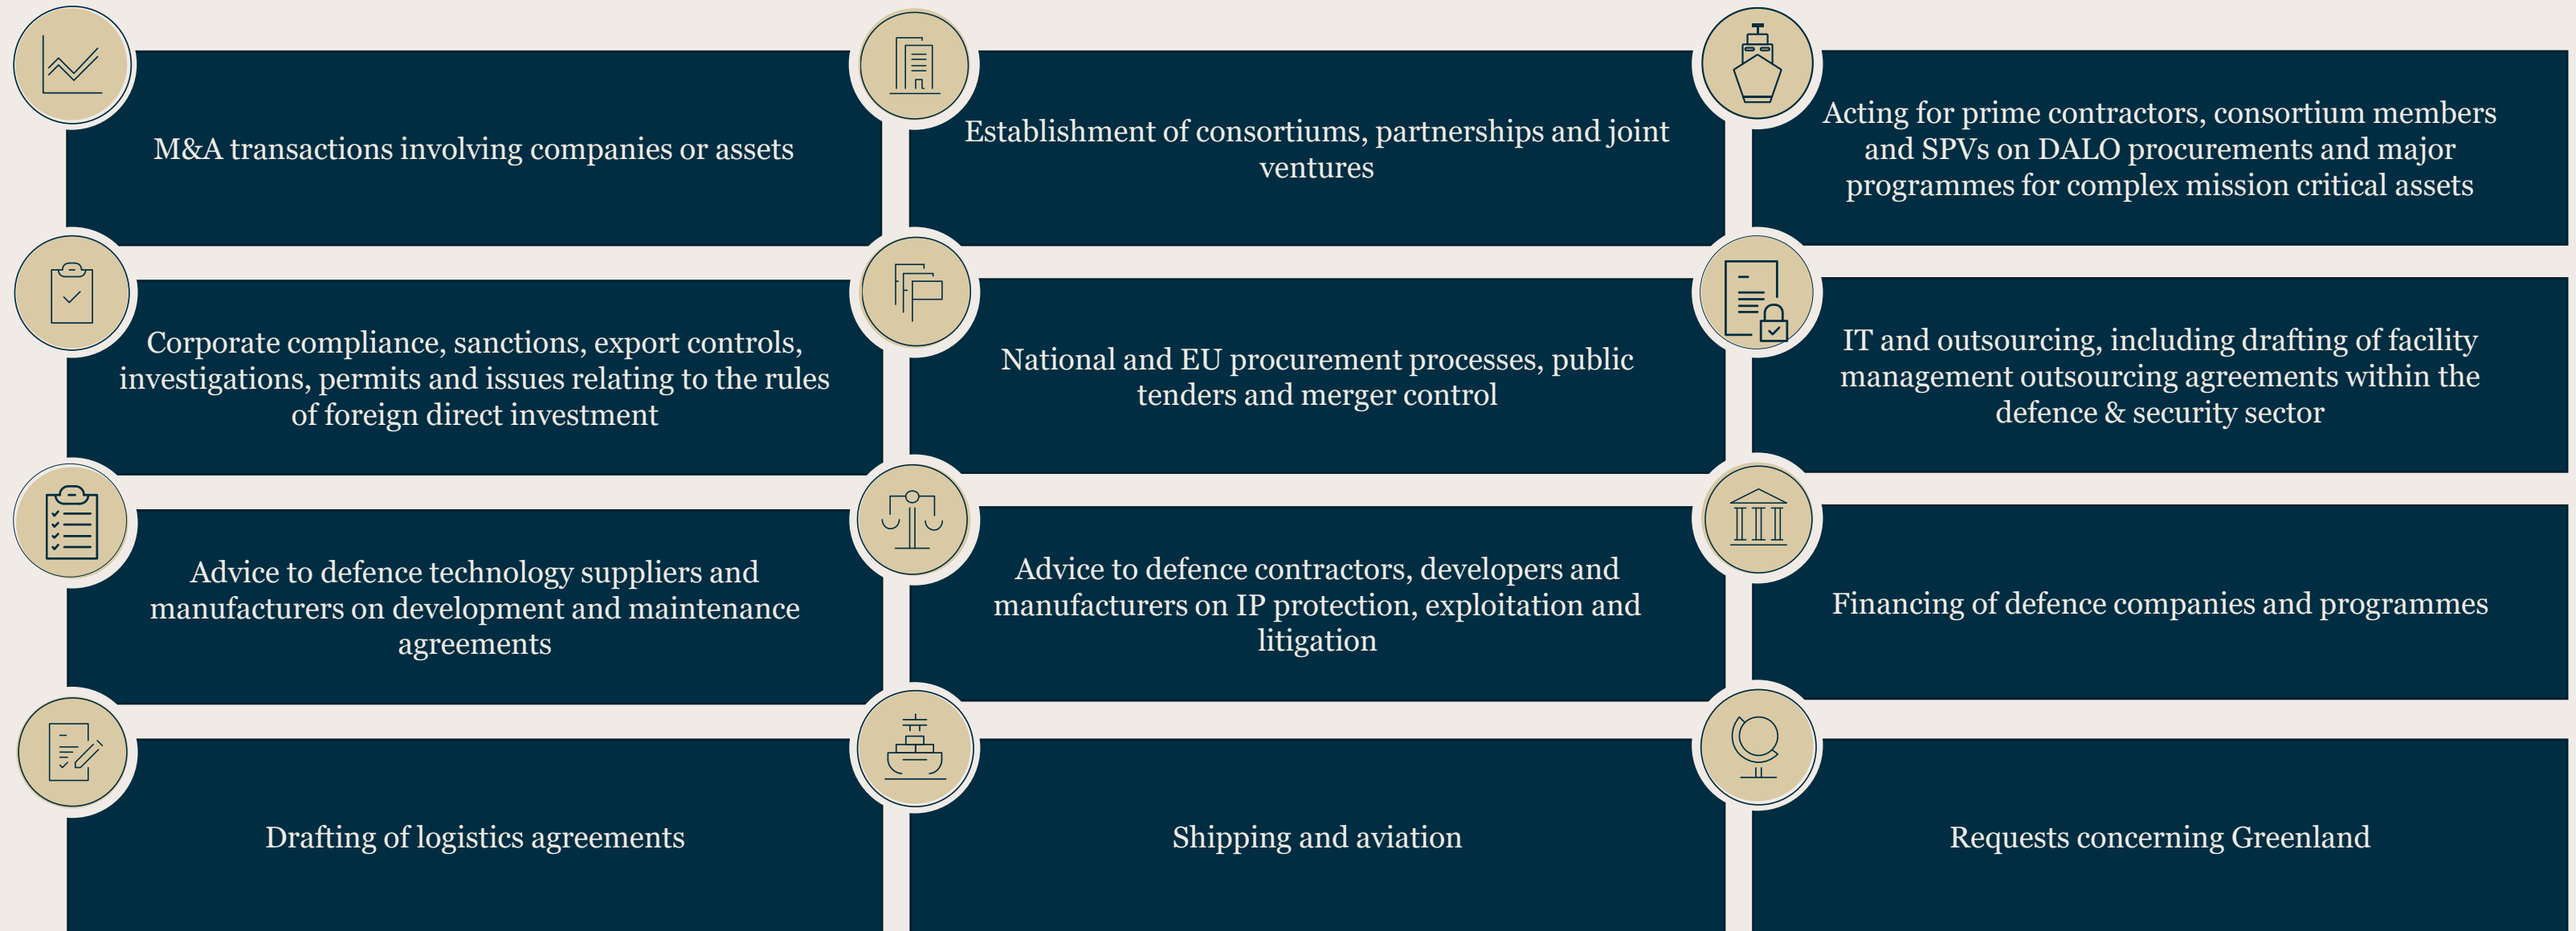 M&A transactions involving companies or assets
Establishment of consortiums, partnerships and joint
ventures
Acting for prime contractors, consortium members
and SPVs on DALO procurements and major
programmes for complex mission critical assets
Corporate compliance, sanctions, export controls,
investigations, permits and issues relating to the rules
of foreign direct investment
National and EU procurement processes, public
tenders and merger control
IT and outsourcing, including drafting of facility
management outsourcing agreements within the
defence & security sector
Advice to defence technology suppliers and
manufacturers on development and maintenance
agreements
Advice to defence contractors, developers and
manufacturers on IP protection, exploitation and
litigation
Financing of defence companies and programmes
Drafting of logistics agreements
Shipping and aviation
Requests concerning Greenland